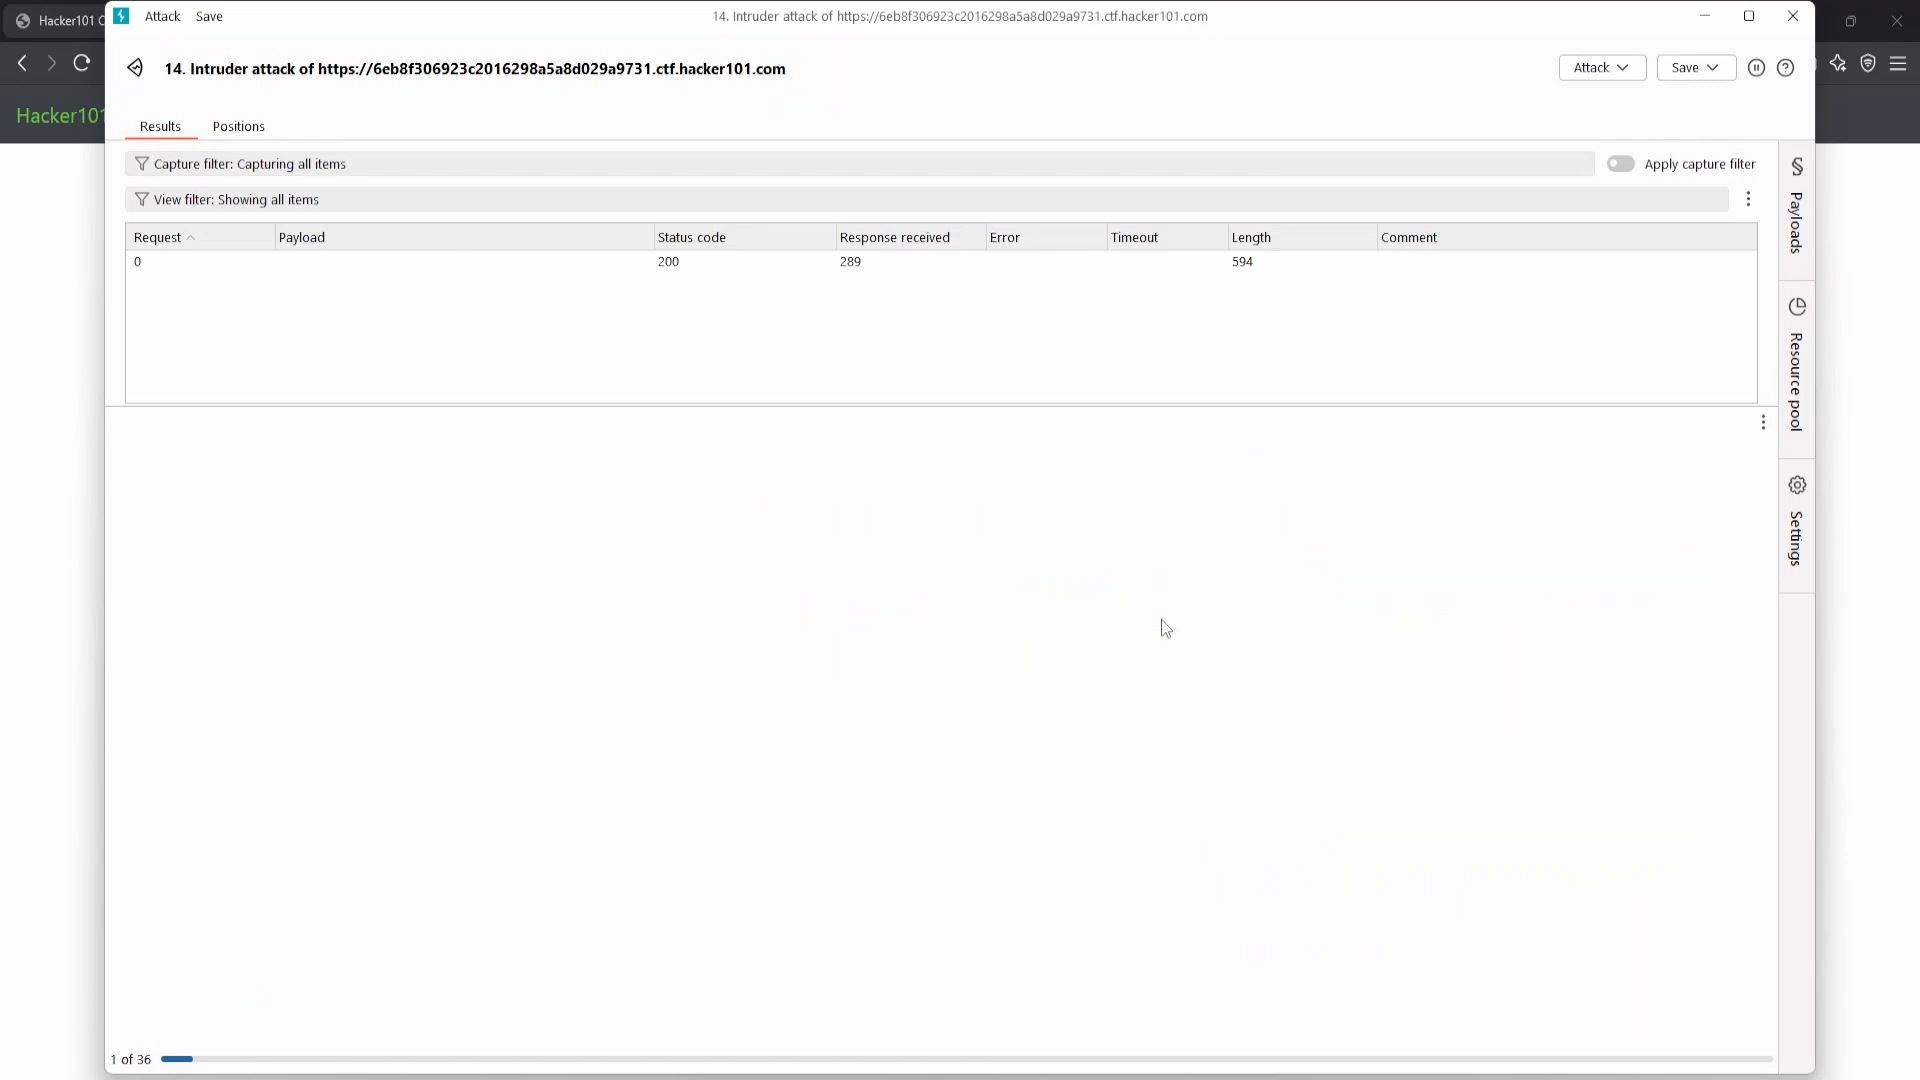 Hacker101 C
Attack Save
14. Intruder attack of https://6eb8f306923c2016298a5a8d029a9731.ctf.hacker101.com
14. Intruder attack of https://6eb8f306923c2016298a5a8d029a9731.ctf.hacker101.com
Attack
Save
Hacker101
Results Positions
Capture filter: Capturing all items
Apply capture filter
View filter: Showing all items
Request Payload Status code Response received Error Timeout Length Comment
0 200 289 594
Payloads
Resource pool
Settings
1 of 36